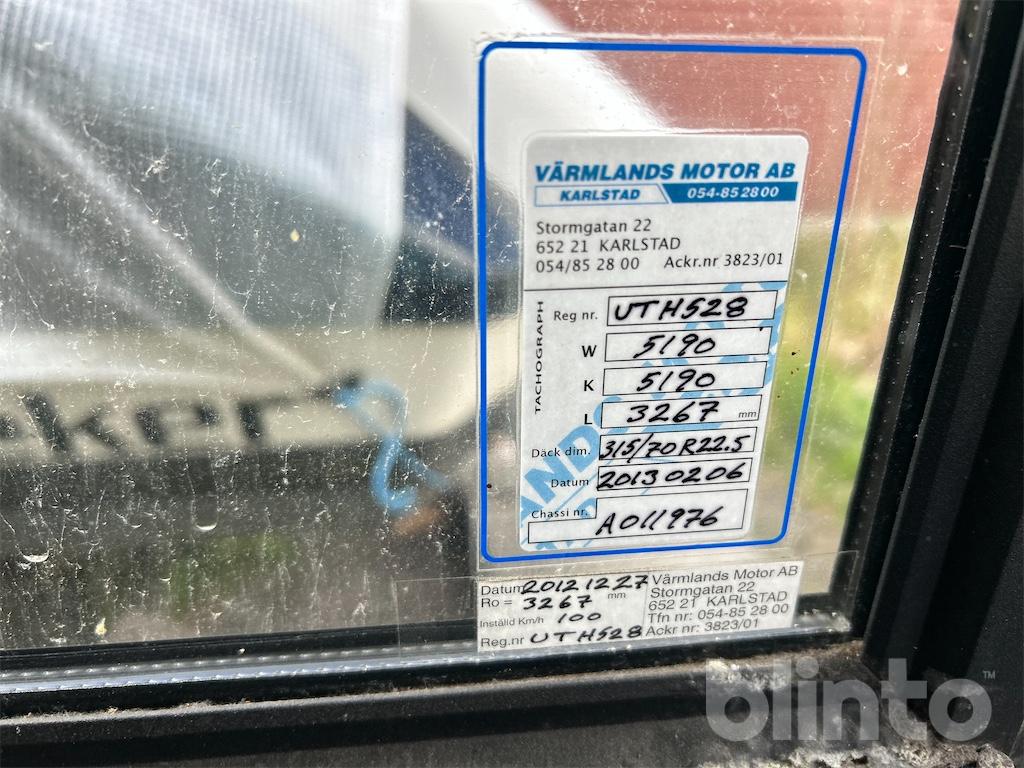 VÄRMLANDS MOTOR AB
KARLSTAD 054-85 28 00
Stormgatan 22
652 21 KARLSTAD
054/85 28 00 Ackr.nr 3823/01
TACHOGRAPH
Reg nr. UTH528
W 5190
K 5190
L 3267 mm
Däck dim. 315/70 R22.5
Datum 20130206
Chassi nr. A011976
Datum 20121227
Ro = 3267 mm
Inställd Km/h 100
Reg.nr UTH528
Värmlands Motor AB
Stormgatan 22
652 21 KARLSTAD
Tfn nr: 054-85 28 00
Ackr nr: 3823/01
blinto™